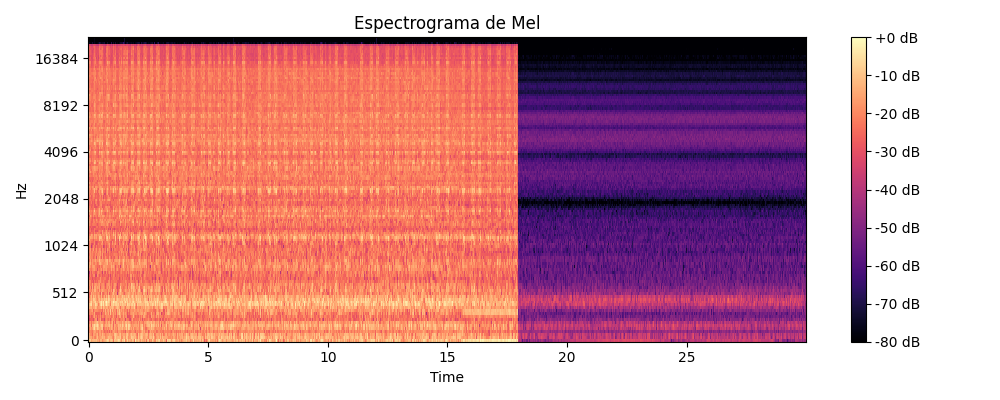 Espectrograma de Mel
Hz
16384
8192
4096
2048
1024
512
0
0 5 10 15 20 25
Time
+0 dB
-10 dB
-20 dB
-30 dB
-40 dB
-50 dB
-60 dB
-70 dB
-80 dB